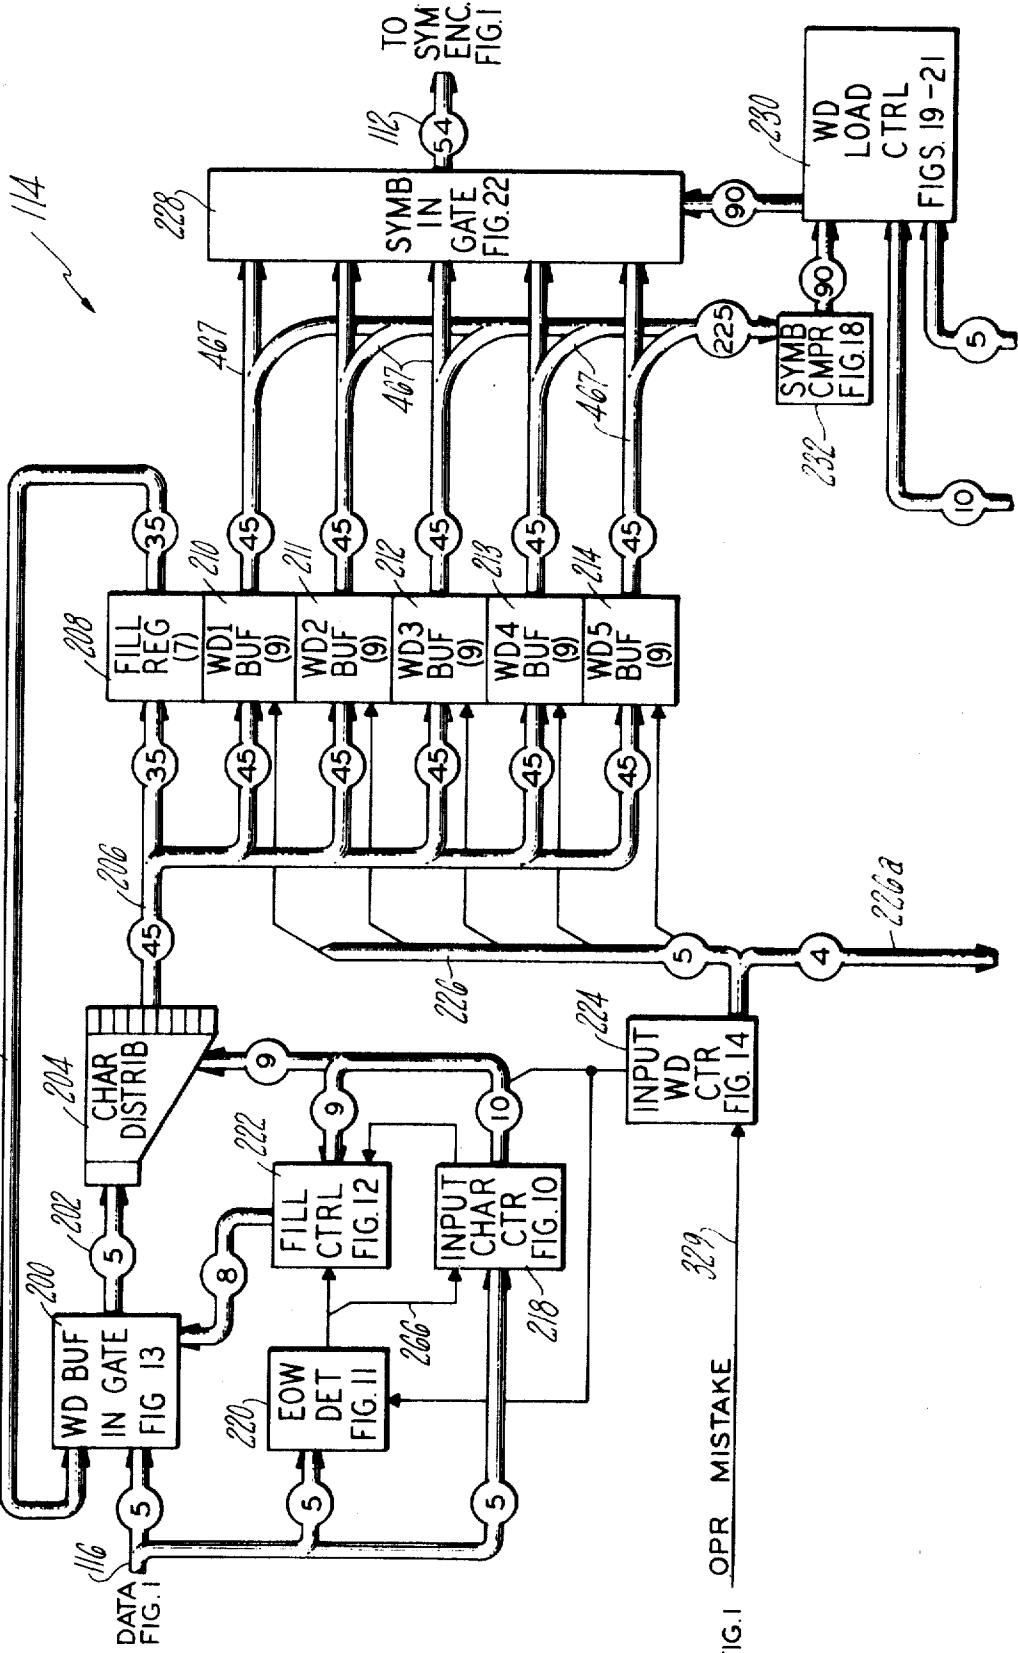 114
DATA
FIG. 1
116
5
5
5
WD BUF
IN GATE
FIG 13
200
5
202
CHAR
DISTRIB
204
45
206
EOW
DET
FIG. 11
220
266
8
FILL
CTRL
FIG. 12
222
9
9
INPUT
CHAR
CTR
FIG. 10
218
10
35
45
45
45
45
45
FILL
REG
(7)
208
WD1
BUF
(9)
210
WD2
BUF
(9)
211
WD3
BUF
(9)
212
WD4
BUF
(9)
213
WD5
BUF
(9)
214
35
45
45
45
45
45
467
467
467
225
SYMB
IN
GATE
FIG. 22
228
54
112
TO
SYM
ENC.
FIG. 1
90
90
SYMB
CMPR
FIG. 18
232
WD
LOAD
CTRL
FIGS. 19-21
230
5
10
IG. 1 OPR MISTAKE
329
INPUT
WD
CTR
FIG. 14
224
5
226
4
226a